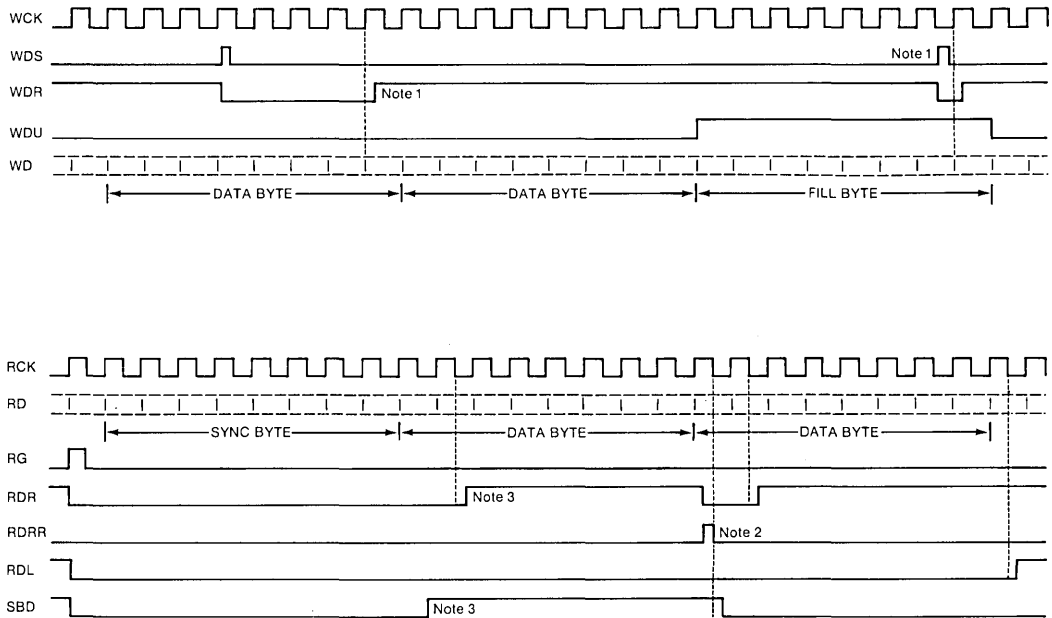 WCK
WDS
Note 1
WDR
Note 1
WDU
WD
DATA BYTE
DATA BYTE
FILL BYTE
RCK
RD
SYNC BYTE
DATA BYTE
DATA BYTE
RG
RDR
Note 3
RDRR
Note 2
RDL
SBD
Note 3